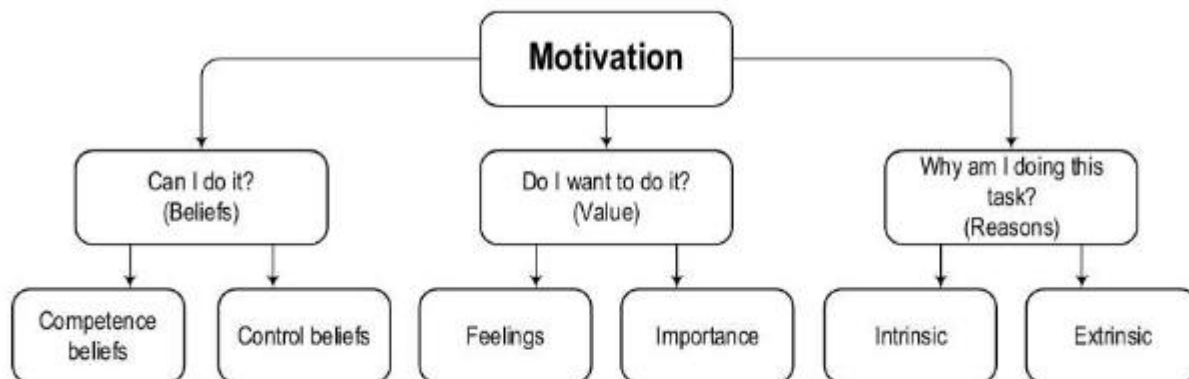 Motivation
Can I do it?
(Beliefs)
Do I want to do it?
(Value)
Why am I doing this
task?
(Reasons)
Competence
beliefs
Control beliefs
Feelings
Importance
Intrinsic
Extrinsic